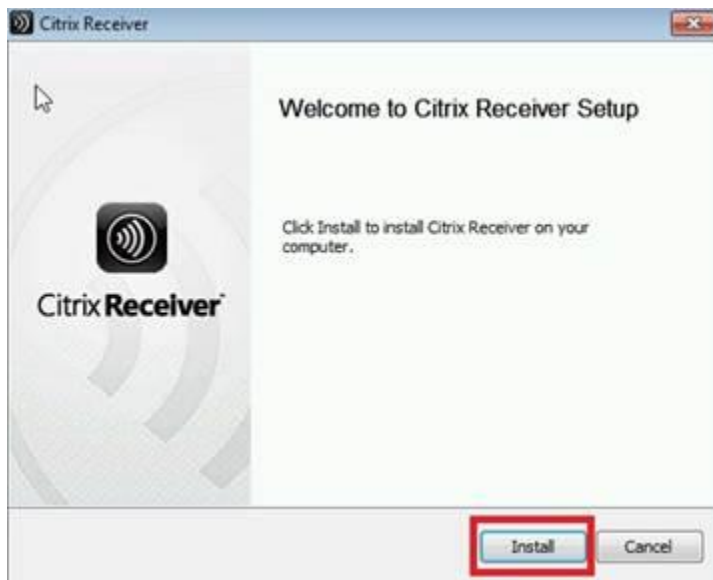 Citrix Receiver
Welcome to Citrix Receiver Setup
Click Install to install Citrix Receiver on your
computer.
Citrix Receiver
Install
Cancel